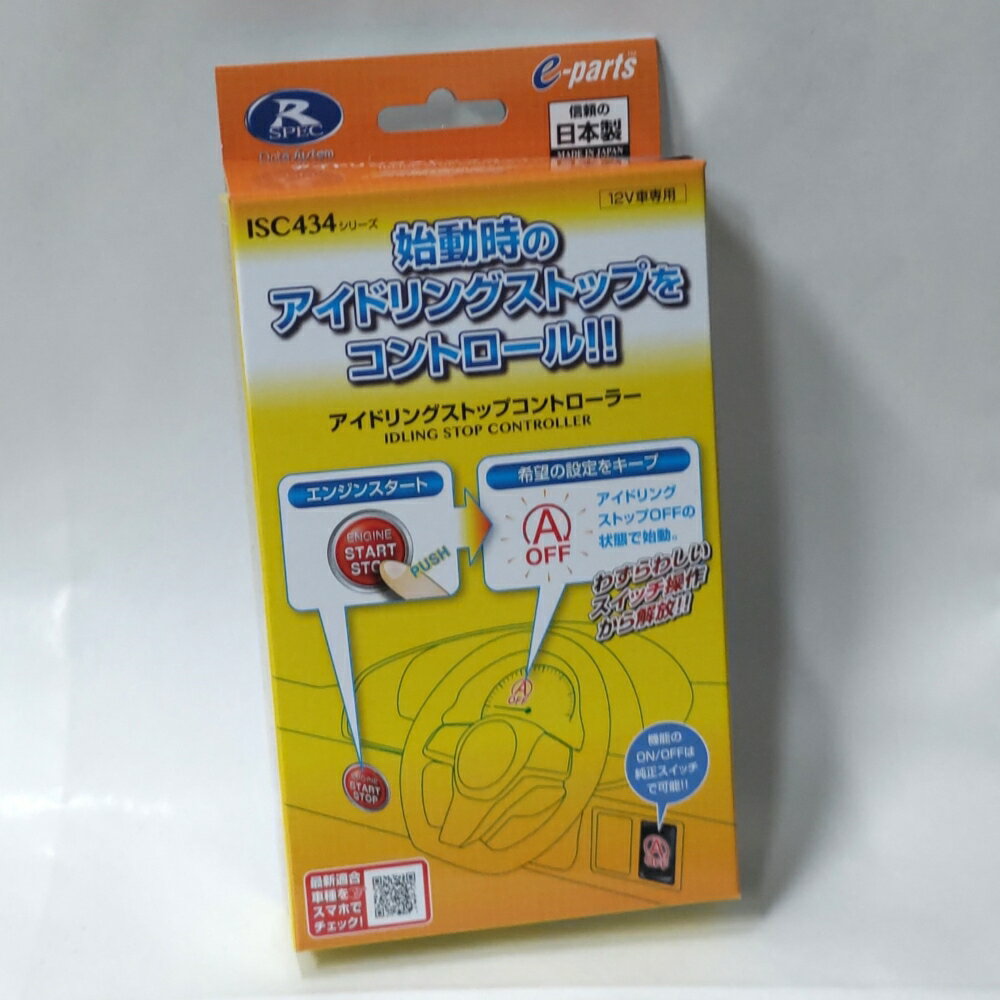 e-parts
R
SPEC
Data System
信頼の
日本製
MADE IN JAPAN
12V車専用
ISC434シリーズ
始動時の
アイドリングストップを
コントロール!!
アイドリングストップコントローラー
IDLING STOP CONTROLLER
エンジンスタート
ENGINE
START
STOP
PUSH
希望の設定をキープ
A
OFF
アイドリング
ストップOFFの
状態で始動。
わずらわしい
スイッチ操作
から解放!!
A
OFF
ENGINE
START
STOP
機能の
ON/OFFは
純正スイッチ
で可能!!
A
OFF
最新適合
車種を
スマホで
チェック!